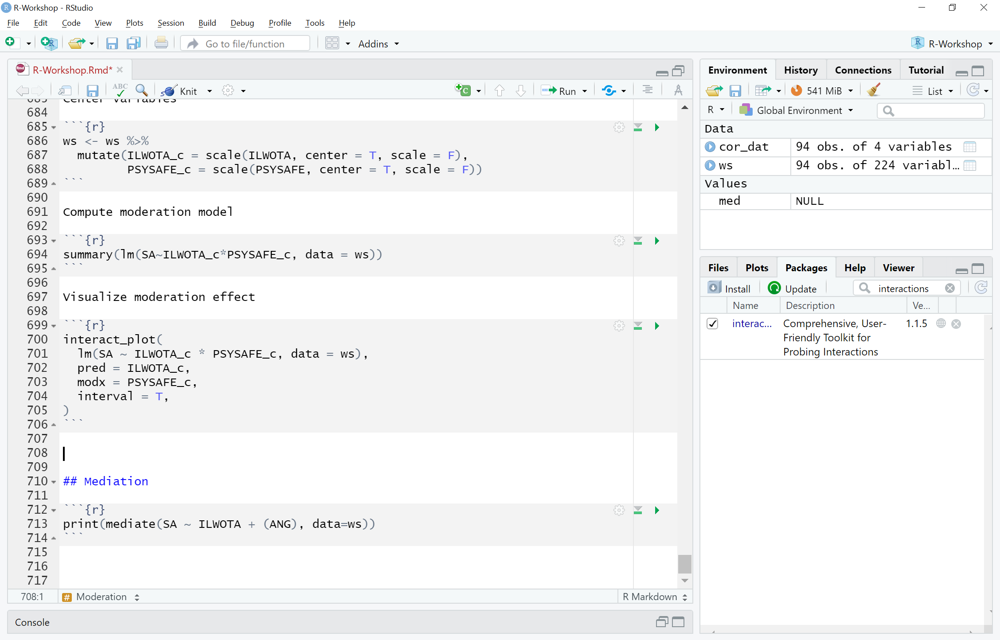 R-Workshop - RStudio
File Edit Code View Plots Session Build Debug Profile Tools Help
Go to file/function Addins R-Workshop
R-Workshop.Rmd*
ABC Knit Run
Center variables
684
685 ```{r}
686 ws <- ws %>%
687 mutate(ILWOTA_c = scale(ILWOTA, center = T, scale = F),
688 PSYSAFE_c = scale(PSYSAFE, center = T, scale = F))
689 ```
690
691 Compute moderation model
692
693 ```{r}
694 summary(lm(SA~ILWOTA_c*PSYSAFE_c, data = ws))
695 ```
696
697 Visualize moderation effect
698
699 ```{r}
700 interact_plot(
701 lm(SA ~ ILWOTA_c * PSYSAFE_c, data = ws),
702 pred = ILWOTA_c,
703 modx = PSYSAFE_c,
704 interval = T,
705 )
706 ```
707
708
709
710 ## Mediation
711
712 ```{r}
713 print(mediate(SA ~ ILWOTA + (ANG), data=ws))
714 ```
715
716
717
708:1 # Moderation R Markdown
Console
Environment History Connections Tutorial
541 MiB List
R Global Environment
Data
cor_dat 94 obs. of 4 variables
ws 94 obs. of 224 variabl…
Values
med NULL
Files Plots Packages Help Viewer
Install Update interactions
Name Description Ve...
interac... Comprehensive, User- 1.1.5
Friendly Toolkit for
Probing Interactions